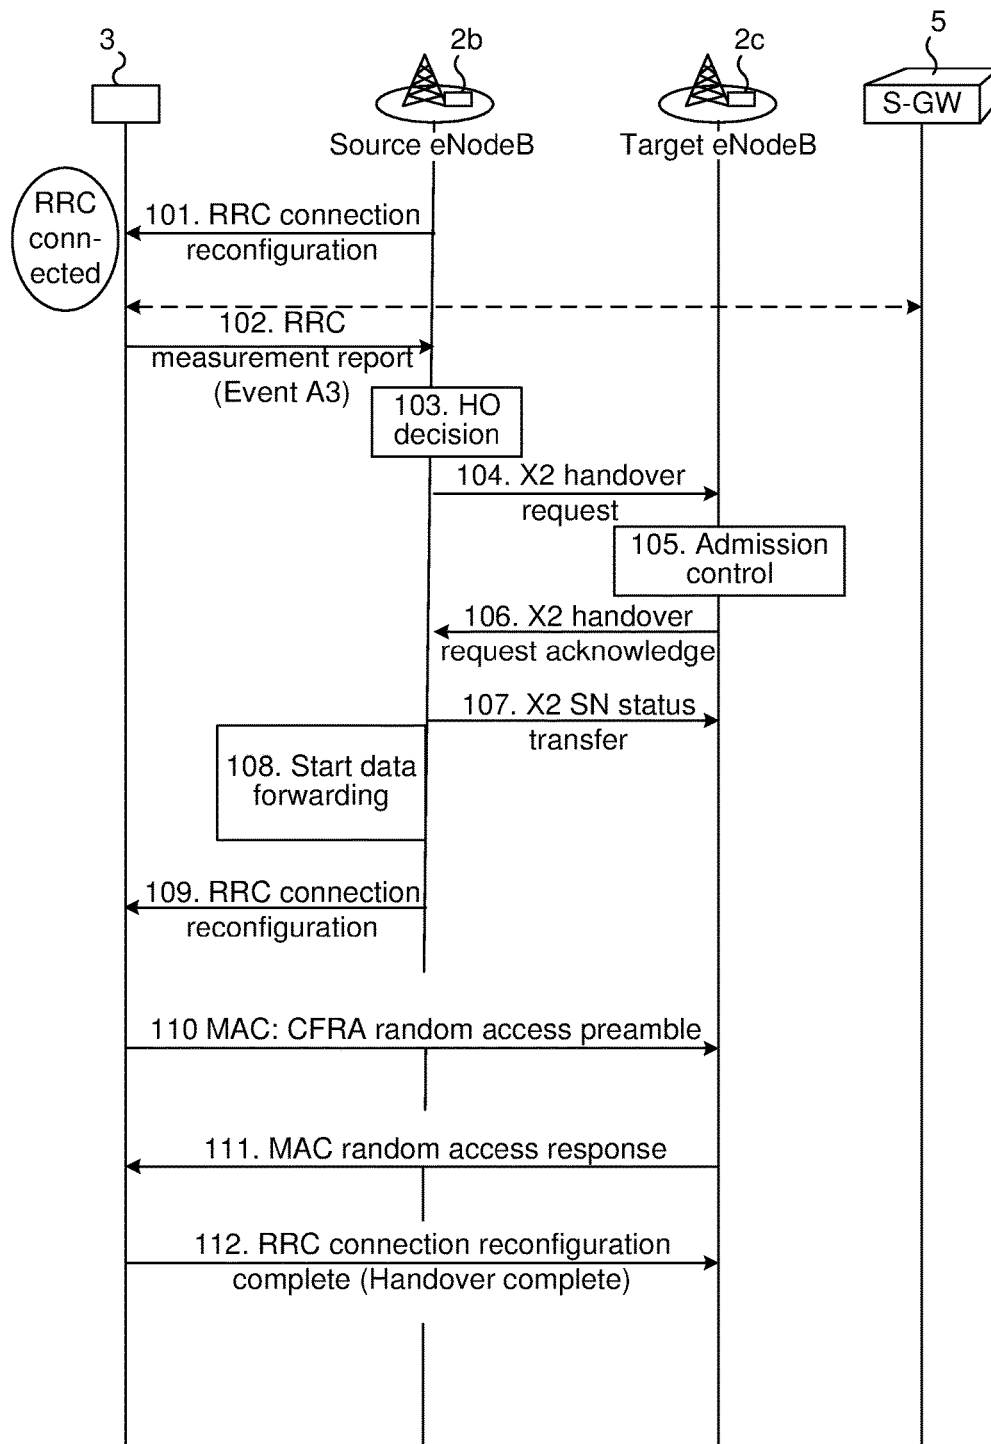 3
2b
2c
5
S-GW
Source eNodeB
Target eNodeB
RRC
conn-
ected
101. RRC connection
reconfiguration
102. RRC
measurement report
(Event A3)
103. HO
decision
104. X2 handover
request
105. Admission
control
106. X2 handover
request acknowledge
107. X2 SN status
transfer
108. Start data
forwarding
109. RRC connection
reconfiguration
110 MAC: CFRA random access preamble
111. MAC random access response
112. RRC connection reconfiguration
complete (Handover complete)